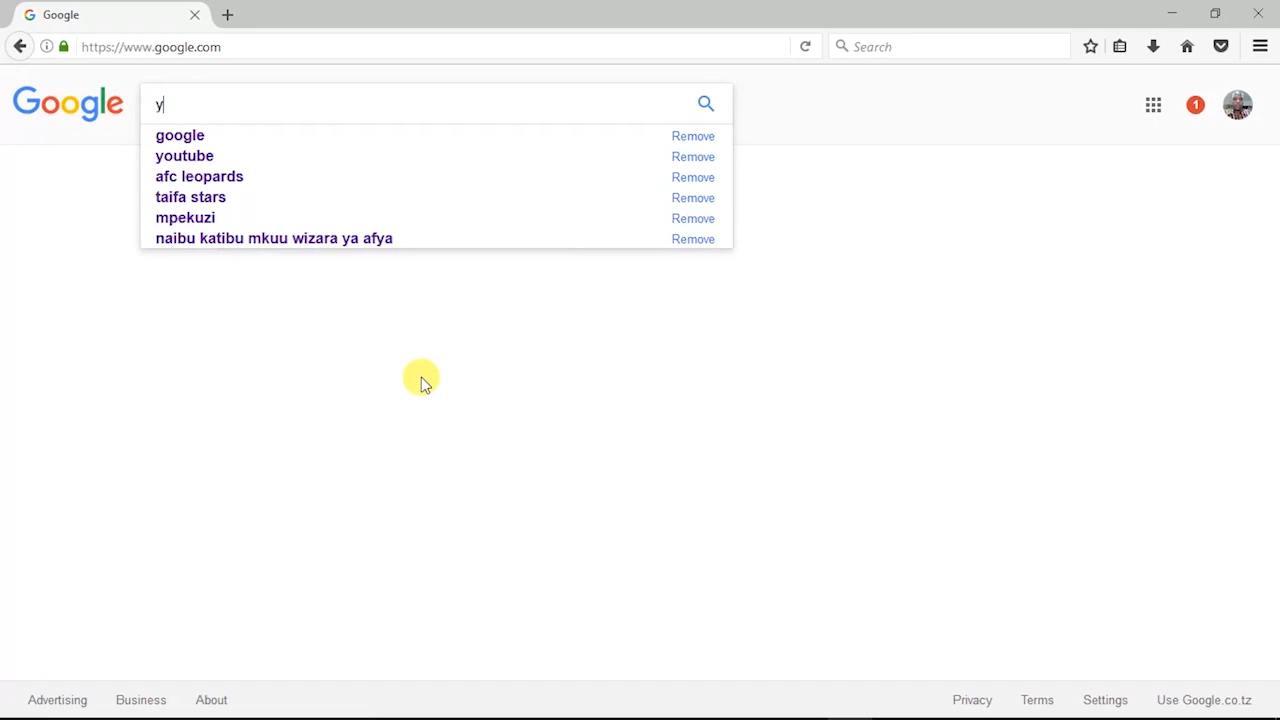 Google
https://www.google.com
Search
Google
y
1
google Remove
youtube Remove
afc leopards Remove
taifa stars Remove
mpekuzi Remove
naibu katibu mkuu wizara ya afya Remove
Advertising Business About Privacy Terms Settings Use Google.co.tz